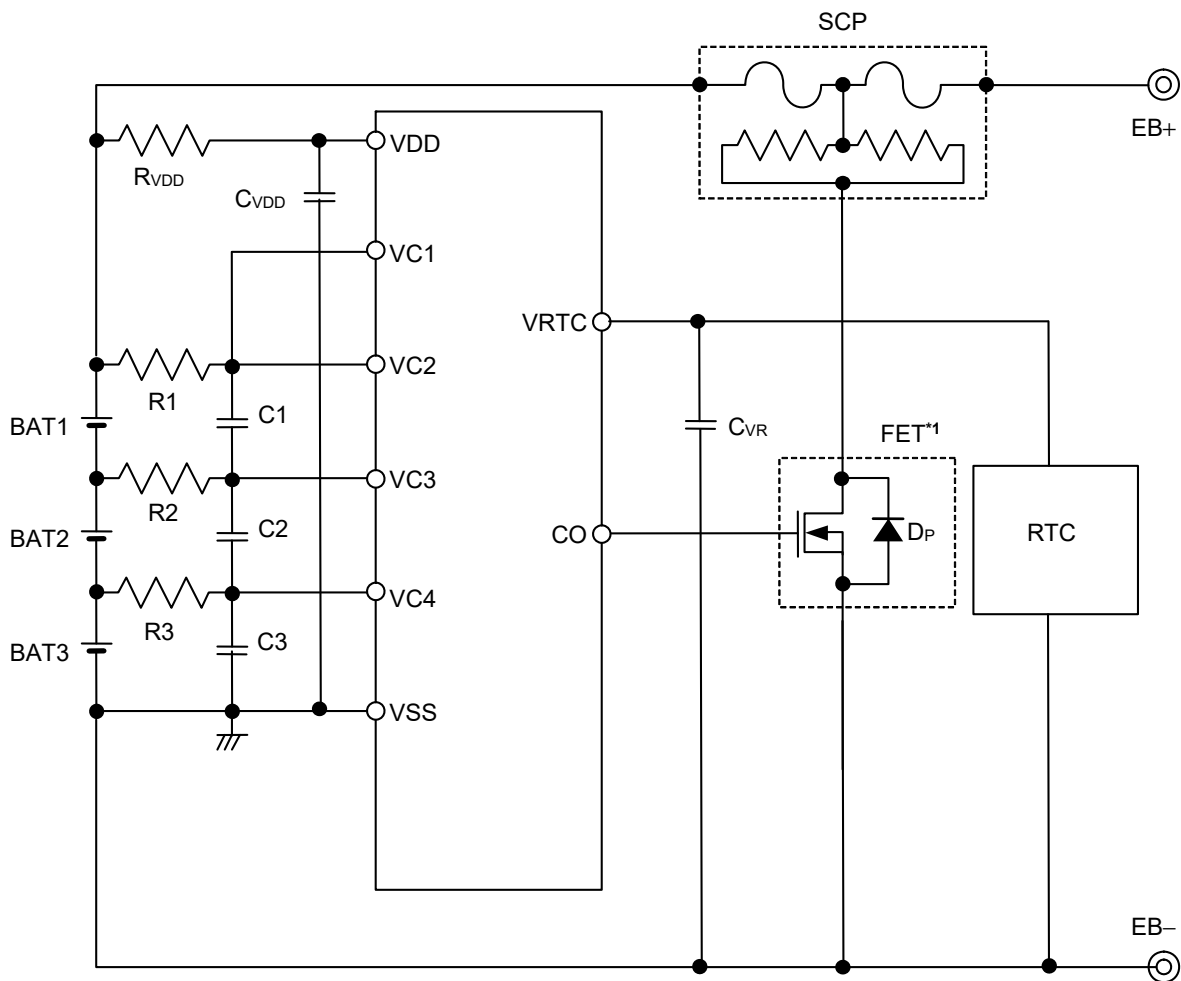 SCP
EB+
VDD
RVDD
CVDD
VC1
VRTC
VC2
R1
C1
BAT1
CVR
FET*1
VC3
R2
C2
CO
DP
RTC
BAT2
VC4
R3
C3
BAT3
VSS
EB−